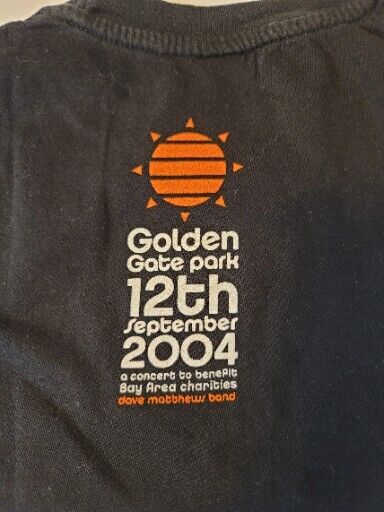 Golden
Gate park
12th
September
2004
a concert to benefit
Bay Area charities
dave matthews band